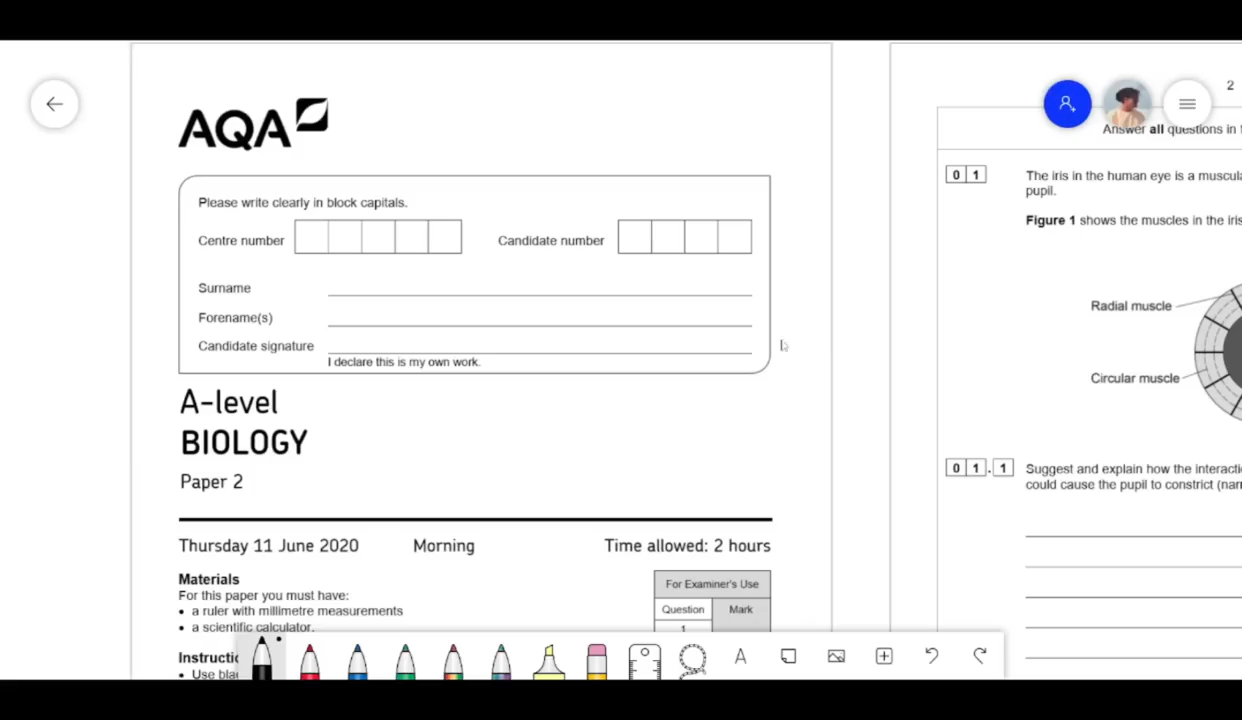 AQA
Please write clearly in block capitals.
Centre number
Candidate number
Surname
Forename(s)
Candidate signature
I declare this is my own work.
A-level
BIOLOGY
Paper 2
Thursday 11 June 2020 Morning Time allowed: 2 hours
Materials
For this paper you must have:
• a ruler with millimetre measurements
• a scientific calculator.
Instructio
• Use bla
For Examiner's Use
Question Mark
1
2
Answer all questions in t
0 1 The iris in the human eye is a muscula
pupil.
Figure 1 shows the muscles in the iris
Radial muscle
Circular muscle
0 1 . 1 Suggest and explain how the interacti
could cause the pupil to constrict (nar
A